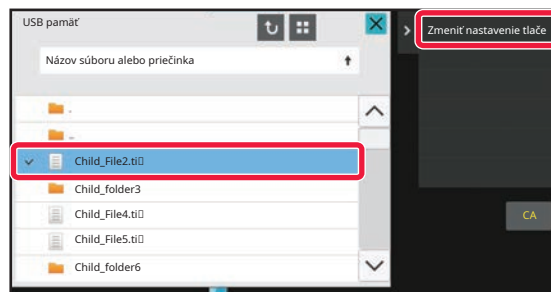 USB pamäť
Zmeniť nastavenie tlače
Názov súboru alebo priečinka
.
..
Child_File2.ti▯
Child_folder3
Child_File4.ti▯
CA
Child_File5.ti▯
Child_folder6